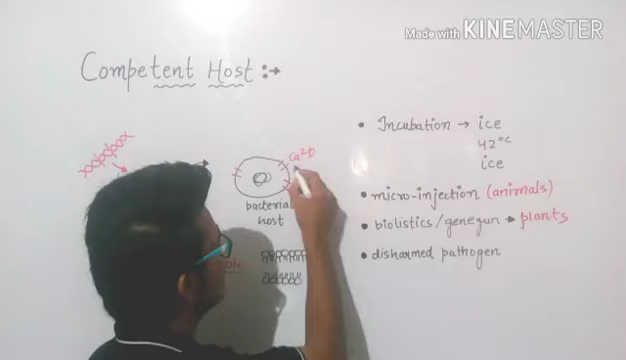 Made with KINEMASTER
Competent Host :→
• Incubation → ice
42°C
ice
Ca²⁺
• micro-injection (animals)
bacterial
host
• biolistics/genegun → plants
• disharmed pathogen